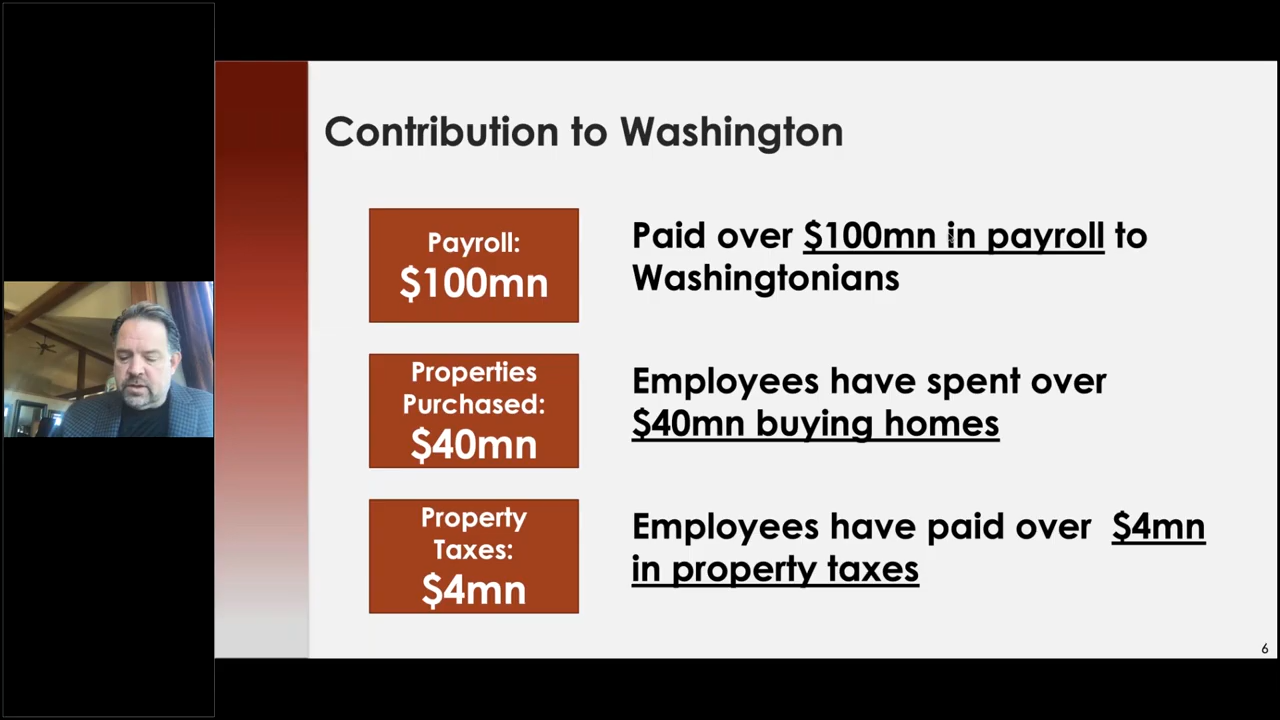 Contribution to Washington
Payroll:
$100mn
Paid over $100mn in payroll to
Washingtonians
Properties
Purchased:
$40mn
Employees have spent over
$40mn buying homes
Property
Taxes:
$4mn
Employees have paid over $4mn
in property taxes
6